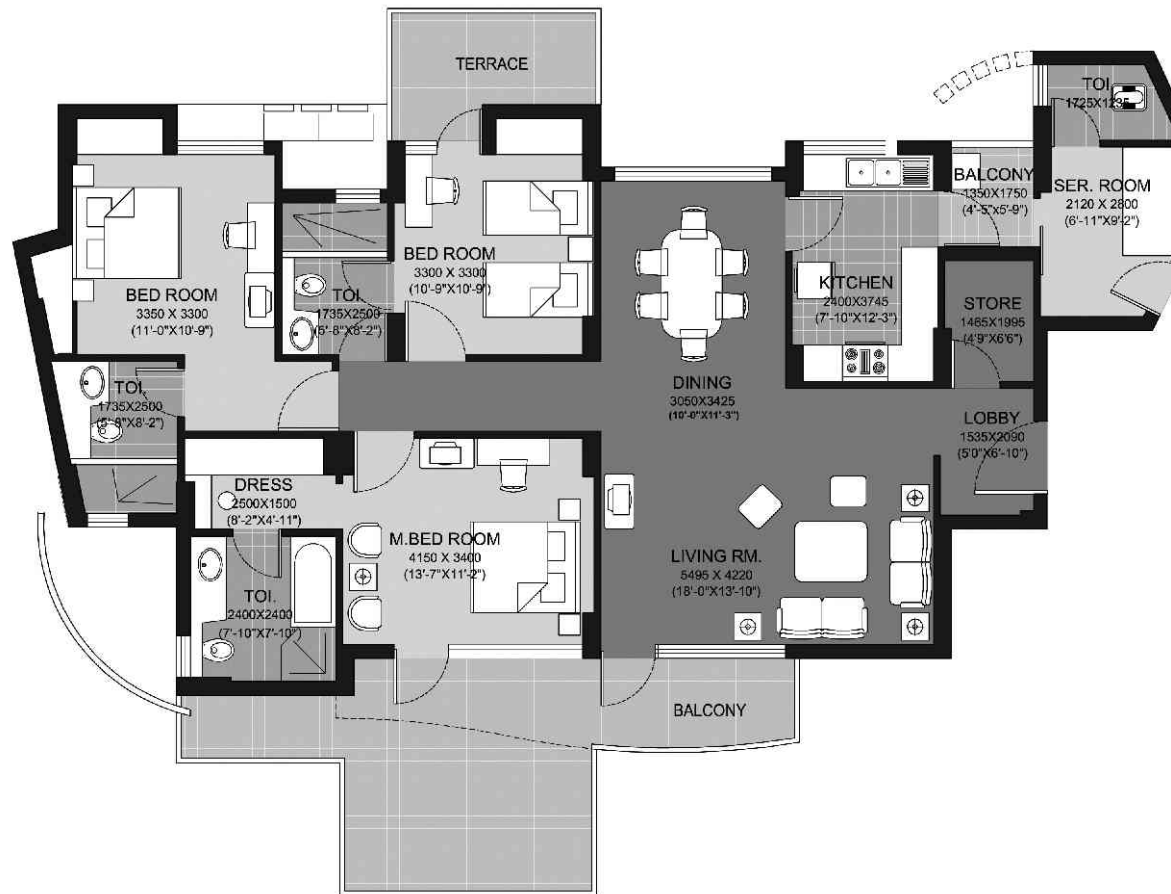 TERRACE
TOI.
1725X1235
BALCONY
1350X1750
(4'-5"X5'-9")
SER. ROOM
2120 X 2800
(6'-11"X9'-2")
BED ROOM
3300 X 3300
(10'-9"X10'-9")
BED ROOM
3350 X 3300
(11'-0"X10'-9")
TOI.
1735X2500
(5'-8"X8'-2")
KITCHEN
2400X3745
(7'-10"X12'-3")
STORE
1465X1995
(4'9"X6'6")
TOI.
1735X2500
(5'-8"X8'-2")
DINING
3050X3425
(10'-0"X11'-3")
LOBBY
1535X2090
(5'0"X6'-10")
DRESS
2500X1500
(8'-2"X4'-11")
M.BED ROOM
4150 X 3400
(13'-7"X11'-2")
LIVING RM.
5495 X 4220
(18'-0"X13'-10")
TOI.
2400X2400
(7'-10"X7'-10")
BALCONY